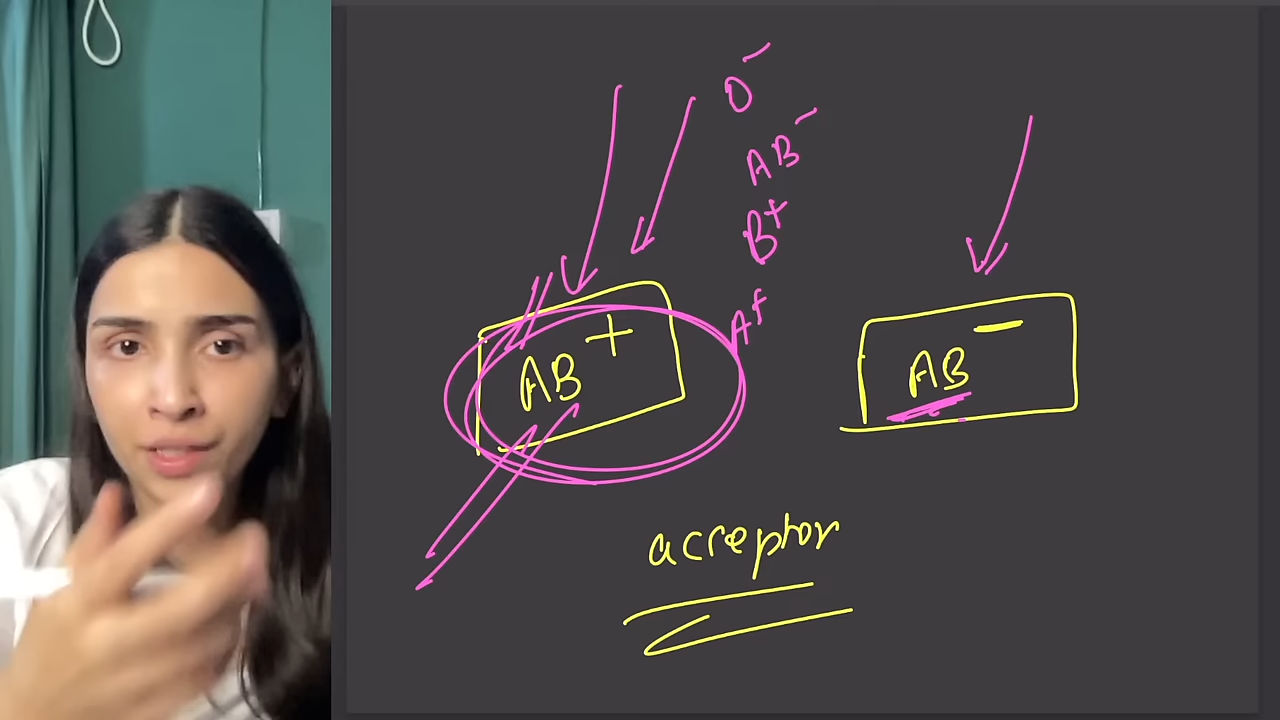 O⁻
AB⁻
B⁺
A⁺
AB⁺
AB⁻
acreptor